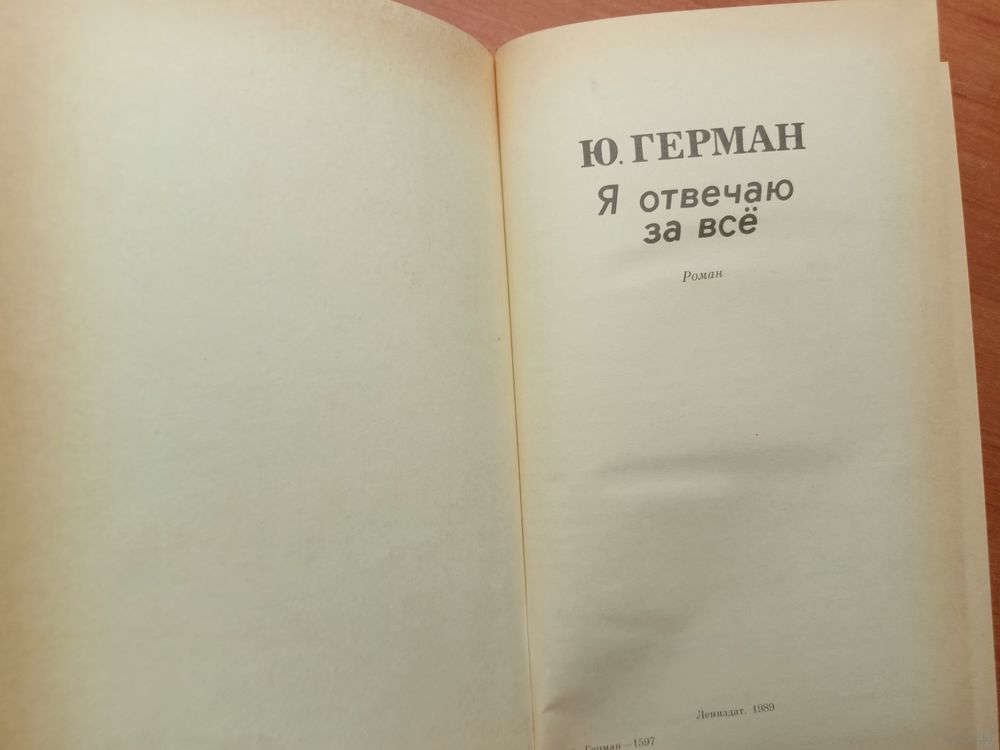 Ю. ГЕРМАН
Я отвечаю
за всё
Роман
Лениздат. 1989
Герман—1597